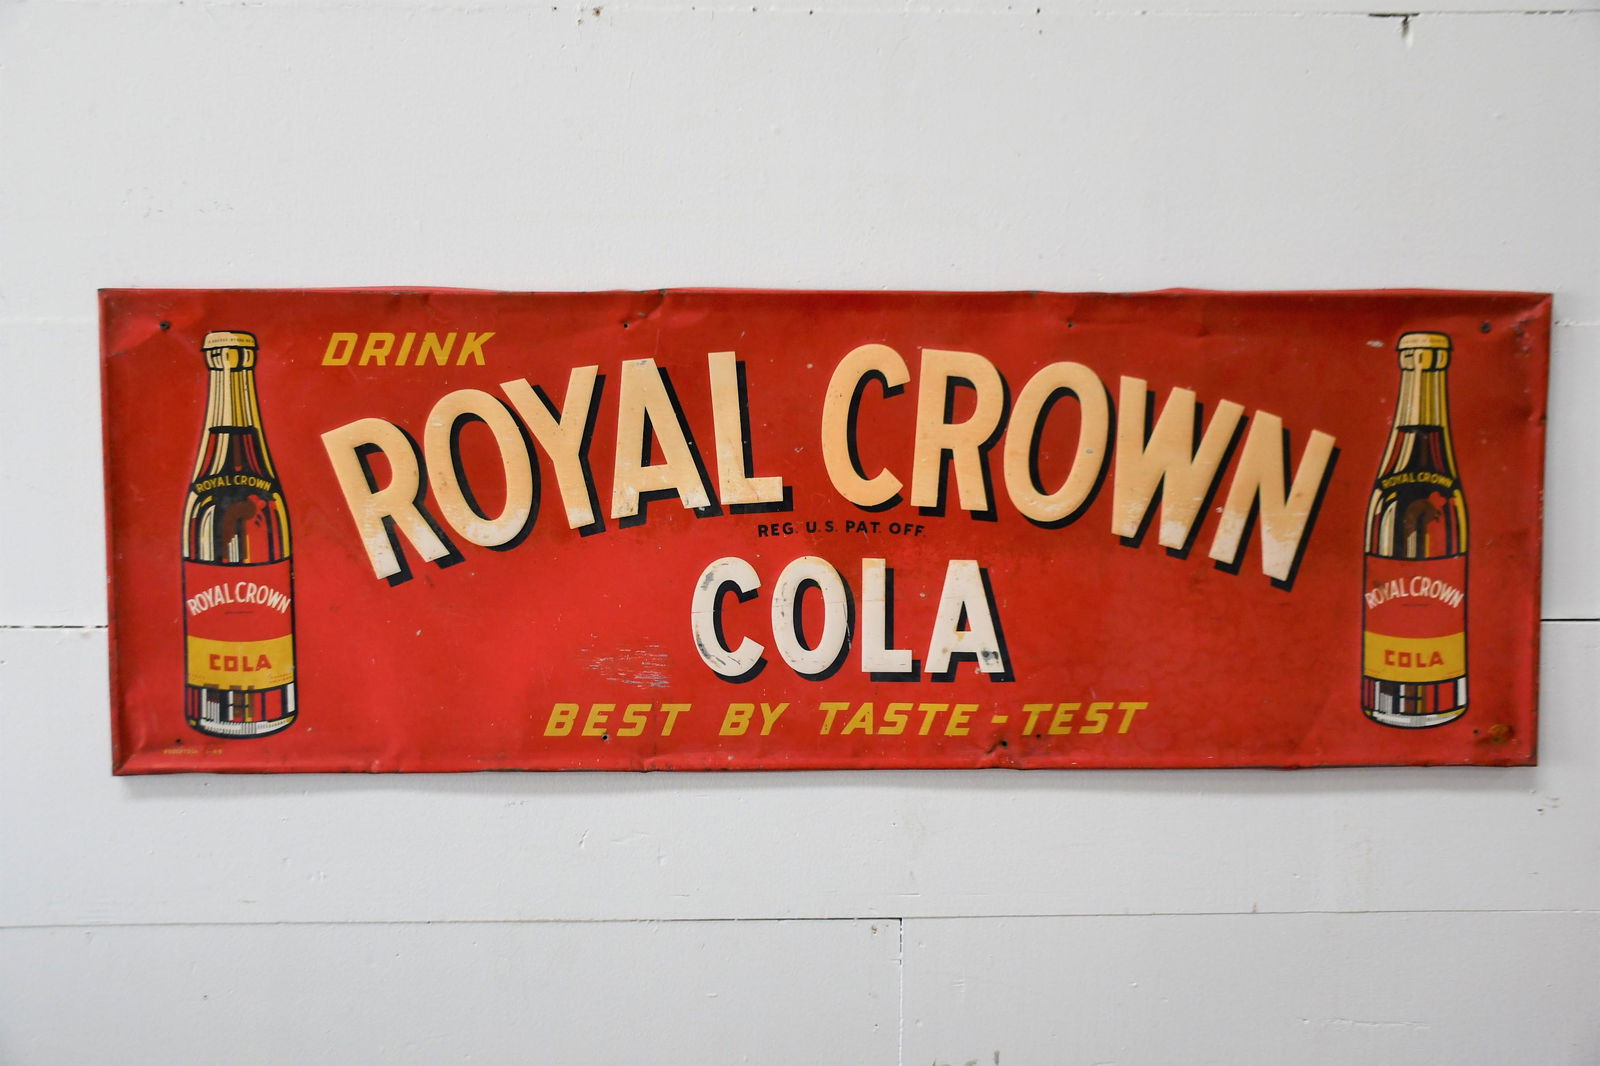 DRINK
ROYAL CROWN
REG. U.S. PAT. OFF.
COLA
BEST BY TASTE-TEST
ROYAL CROWN
ROYAL CROWN
COLA
ROYAL CROWN
ROYAL CROWN
COLA